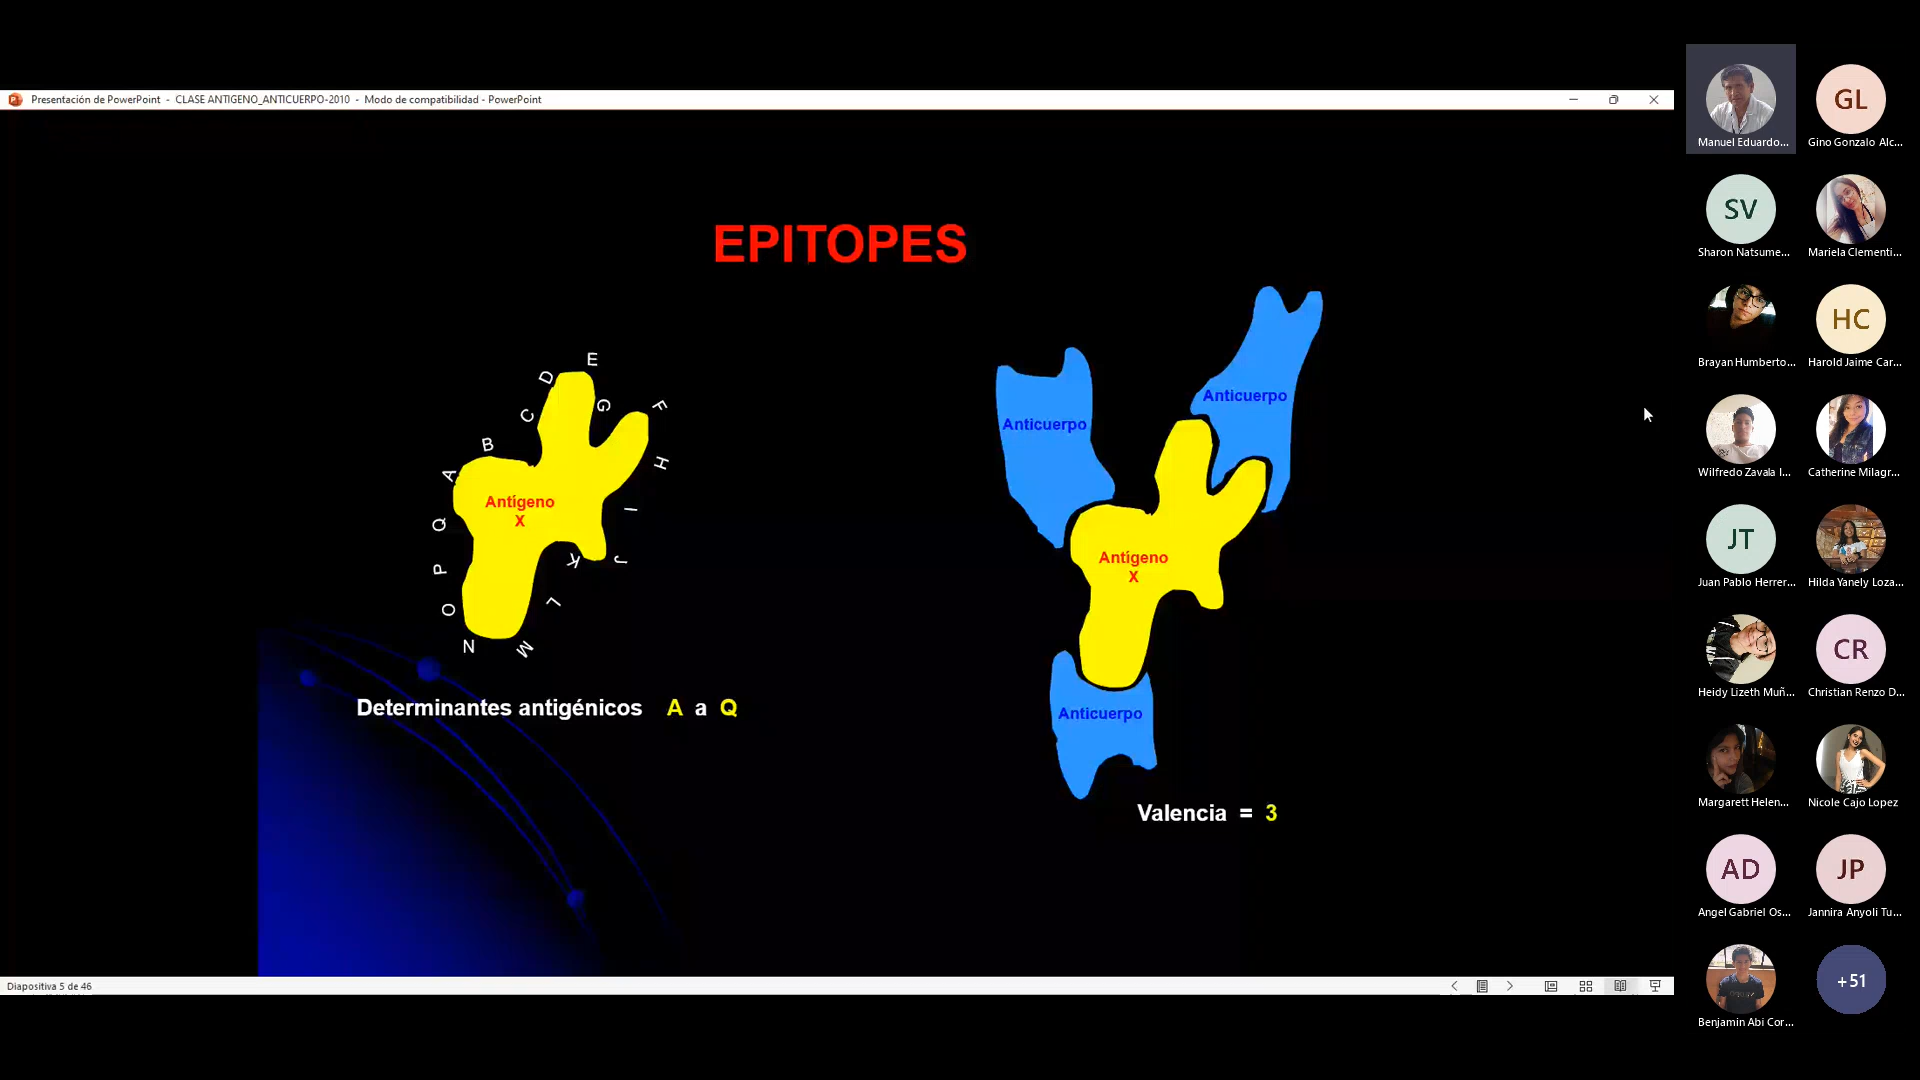 Presentación de PowerPoint - CLASE ANTIGENO_ANTICUERPO-2010 - Modo de compatibilidad - PowerPoint
EPITOPES
A
B
C
D
E
G
F
H
I
J
K
L
M
N
O
P
Q
Antígeno
X
Determinantes antigénicos A a Q
Anticuerpo
Anticuerpo
Antígeno
X
Anticuerpo
Valencia = 3
Diapositiva 5 de 46
Manuel Eduardo...
GL
Gino Gonzalo Alc...
SV
Sharon Natsume...
Mariela Clementi...
Brayan Humberto...
HC
Harold Jaime Car...
Wilfredo Zavala I...
Catherine Milagr...
JT
Juan Pablo Herrer...
Hilda Yanely Loza...
Heidy Lizeth Muñ...
CR
Christian Renzo D...
Margarett Helen...
Nicole Cajo Lopez
AD
Angel Gabriel Os...
JP
Jannira Anyoli Tu...
Benjamin Abi Cor...
+51